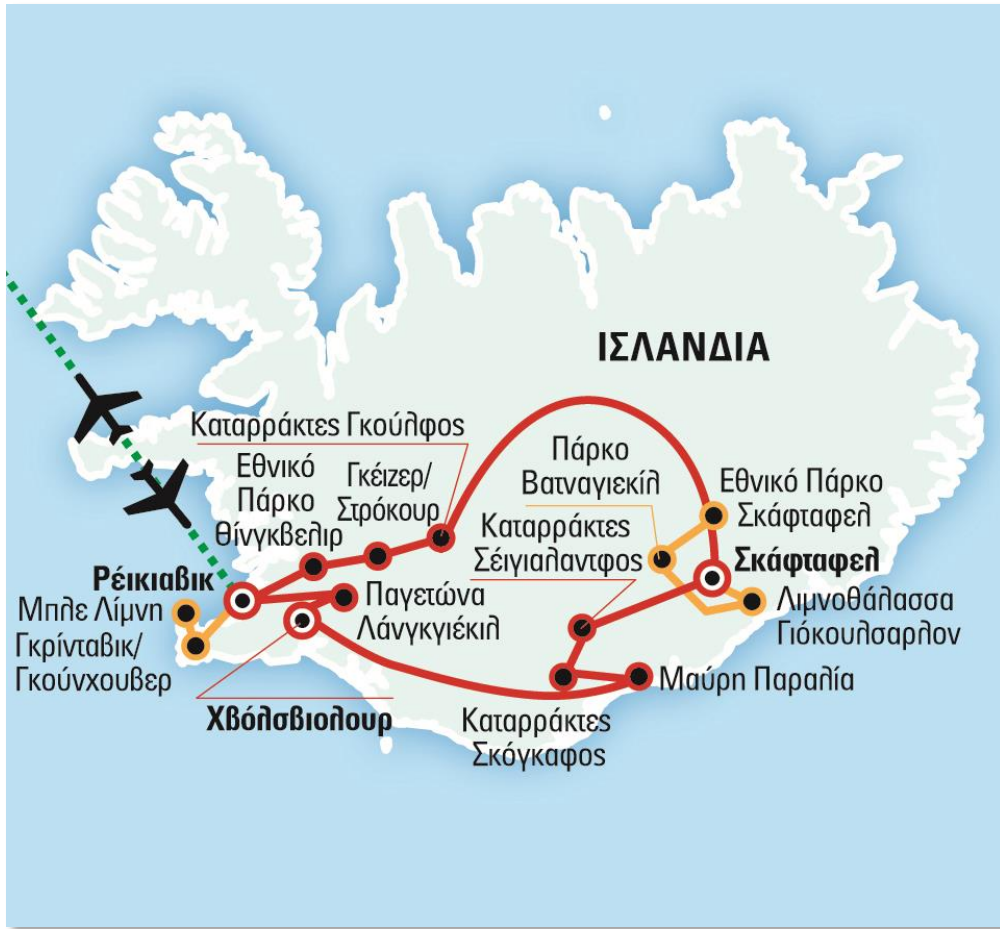 ΙΣΛΑΝΔΙΑ
Καταρράκτες Γκούλφος
Εθνικό
Πάρκο
Θίνγκβελιρ
Γκέιζερ/
Στρόκουρ
Πάρκο
Βατναγιεκίλ
Καταρράκτες
Σέιγιαλαντφος
Εθνικό Πάρκο
Σκάφταφελ
Σκάφταφελ
Λιμνοθάλασσα
Γιόκουλσαρλον
Ρέικιαβικ
Μπλε Λίμνη
Γκρίνταβικ/
Γκούνχουβερ
Παγετώνα
Λάνγκγιέκιλ
Χβόλσβιολουρ
Καταρράκτες
Σκόγκαφος
Μαύρη Παραλία